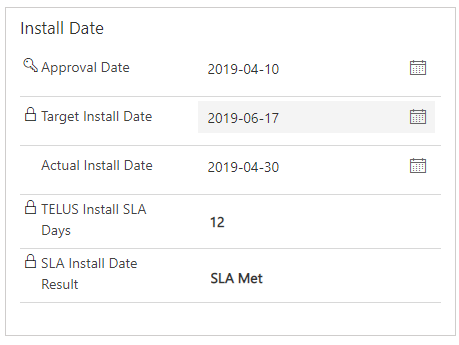 Install Date
Approval Date 2019-04-10
Target Install Date 2019-06-17
Actual Install Date 2019-04-30
TELUS Install SLA
Days
12
SLA Install Date
Result
SLA Met